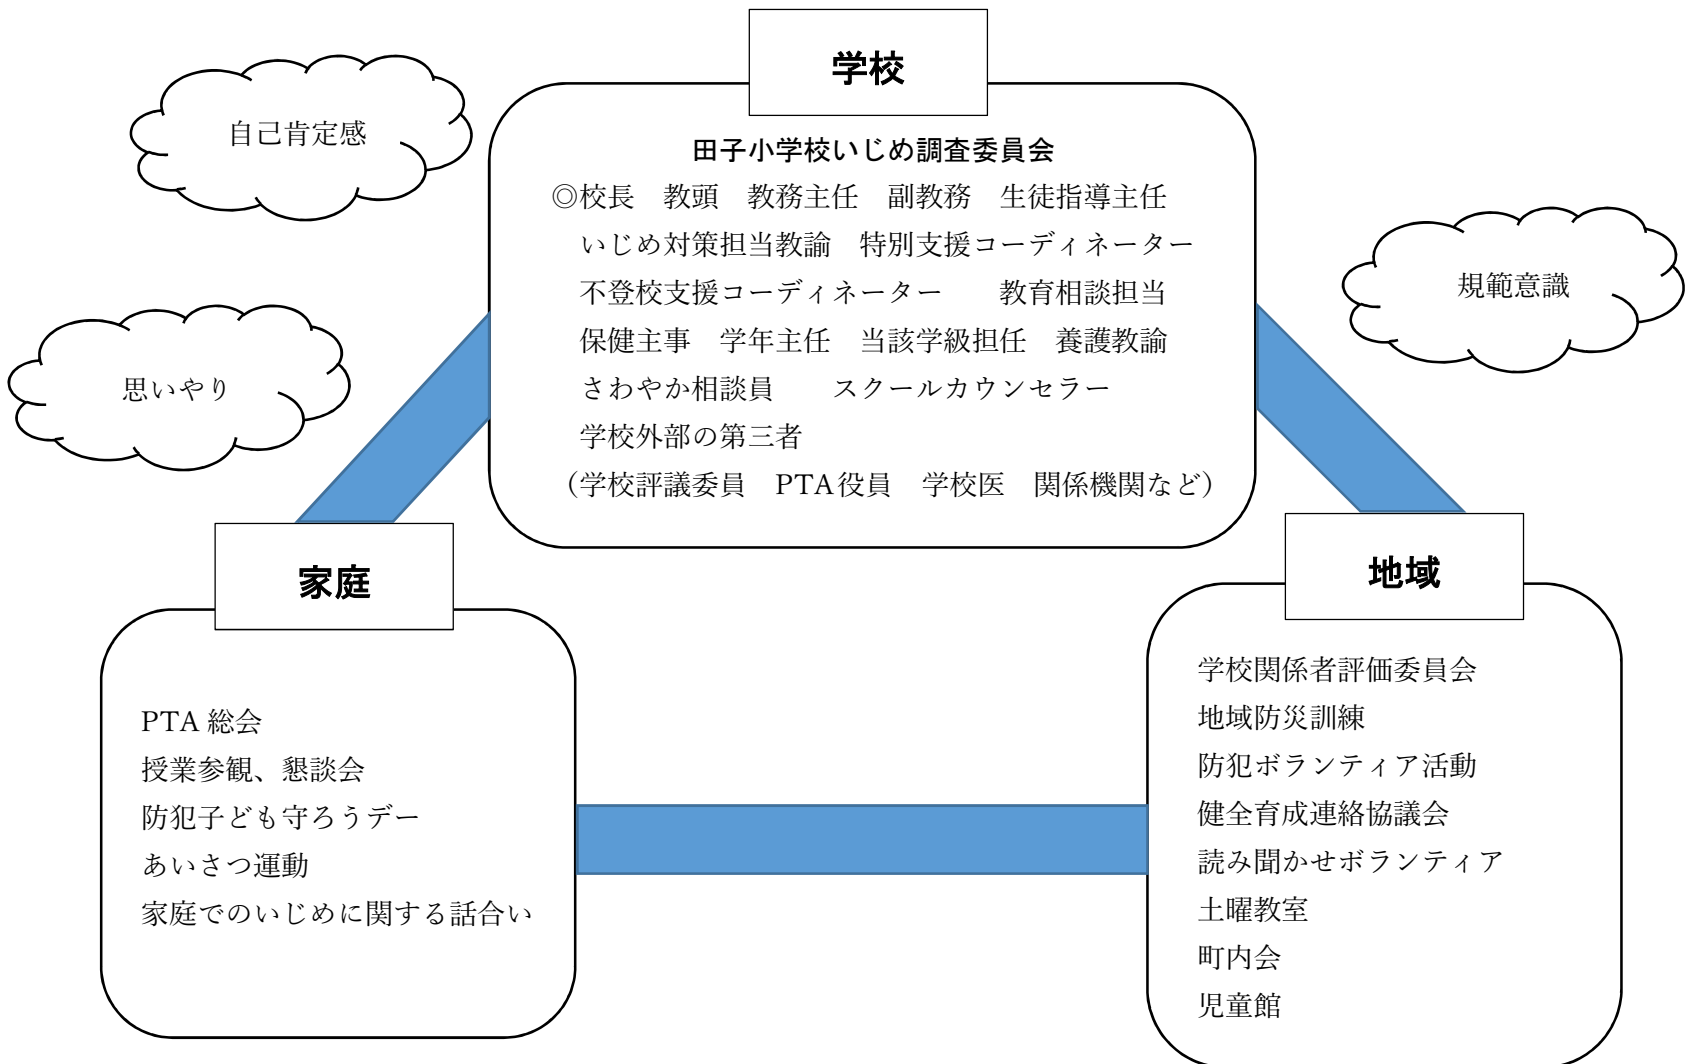 学校
自己肯定感
田子小学校いじめ調査委員会
◎校長　教頭　教務主任　副教務　生徒指導主任
いじめ対策担当教諭　特別支援コーディネーター
不登校支援コーディネーター　　教育相談担当
保健主事　学年主任　当該学級担任　養護教諭
さわやか相談員　　スクールカウンセラー
学校外部の第三者
（学校評議委員　PTA役員　学校医　関係機関など）
規範意識
思いやり
家庭
PTA 総会
授業参観、懇談会
防犯子ども守ろうデー
あいさつ運動
家庭でのいじめに関する話合い
地域
学校関係者評価委員会
地域防災訓練
防犯ボランティア活動
健全育成連絡協議会
読み聞かせボランティア
土曜教室
町内会
児童館